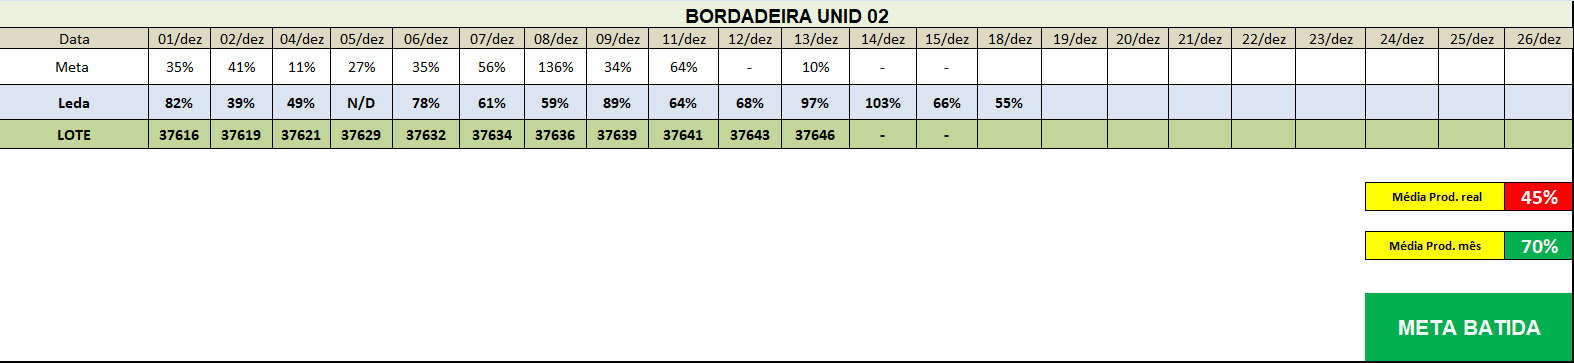 BORDADEIRA UNID 02
Data 01/dez 02/dez 04/dez 05/dez 06/dez 07/dez 08/dez 09/dez 11/dez 12/dez 13/dez 14/dez 15/dez 18/dez 19/dez 20/dez 21/dez 22/dez 23/dez 24/dez 25/dez 26/dez
Meta 35% 41% 11% 27% 35% 56% 136% 34% 64% - 10% - -
Leda 82% 39% 49% N/D 78% 61% 59% 89% 64% 68% 97% 103% 66% 55%
LOTE 37616 37619 37621 37629 37632 37634 37636 37639 37641 37643 37646 - -
Média Prod. real 45%
Média Prod. mês 70%
META BATIDA